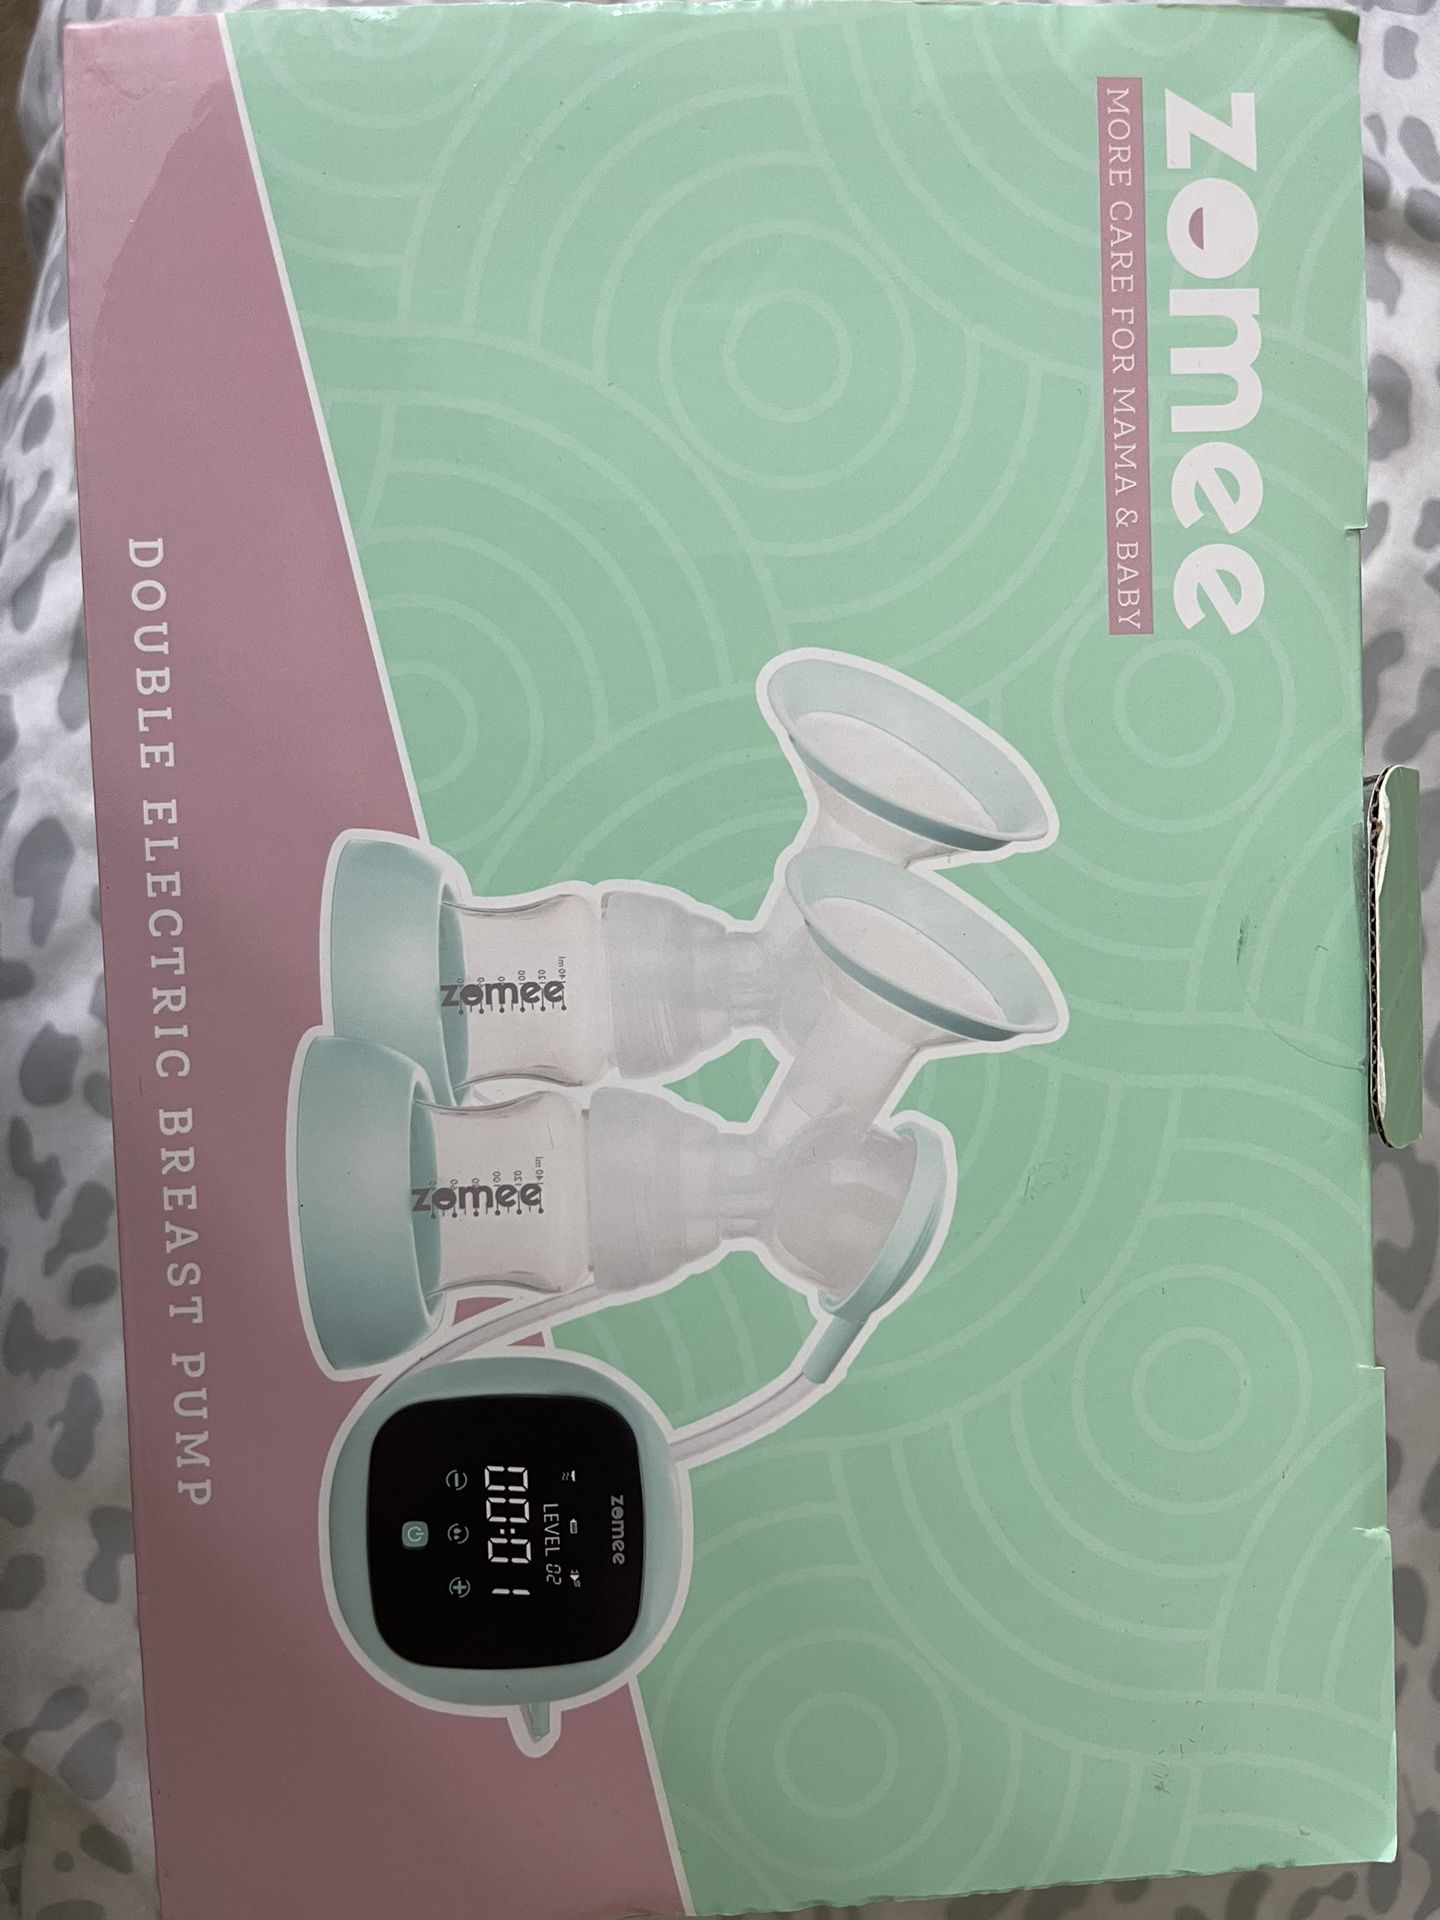 zomee
MORE CARE FOR MAMA & BABY
zomee
zomee
zomee
LEVEL 02
00:01
DOUBLE ELECTRIC BREAST PUMP